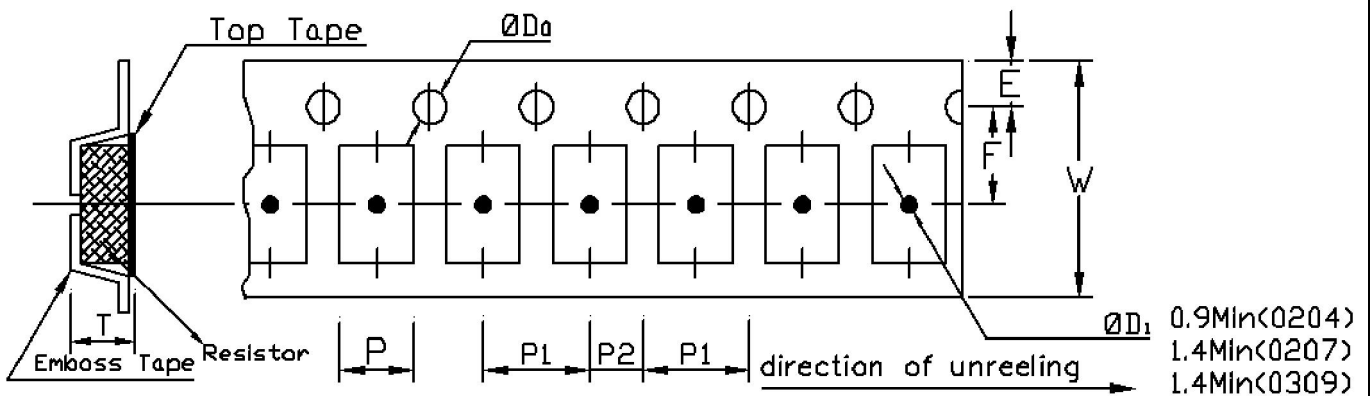 Top Tape
ØDo
E
F
W
T
Emboss Tape
Resistor
P
P1
P2
P1
direction of unreeling
ØD1
0.9Min(0204)
1.4Min(0207)
1.4Min(0309)